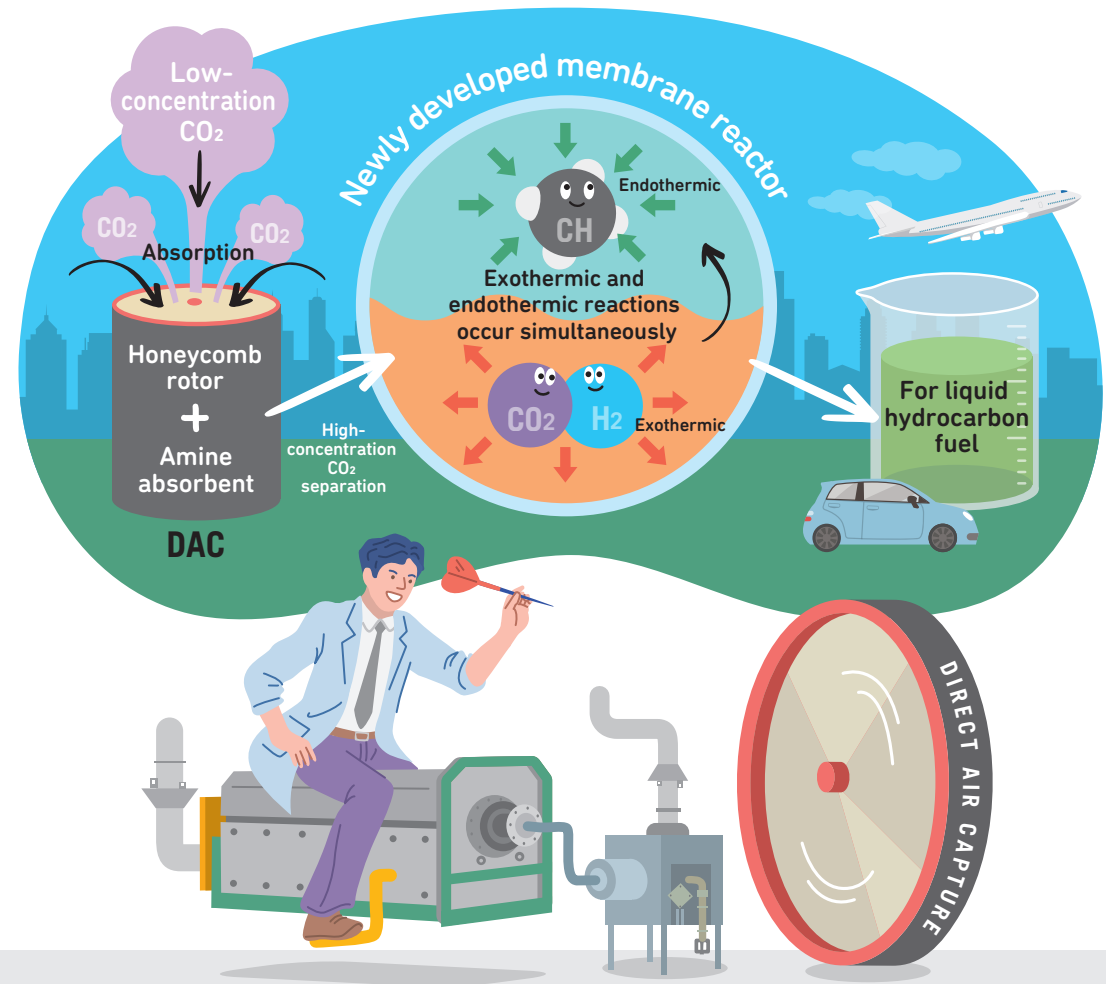 Newly developed membrane reactor
Low-
concentration
CO₂
CO₂
CO₂
Absorption
Honeycomb
rotor
+
Amine
absorbent
DAC
High-
concentration
CO₂
separation
Endothermic
CH
Exothermic and
endothermic reactions
occur simultaneously
CO₂
H₂
Exothermic
For liquid
hydrocarbon
fuel
DIRECT AIR CAPTURE